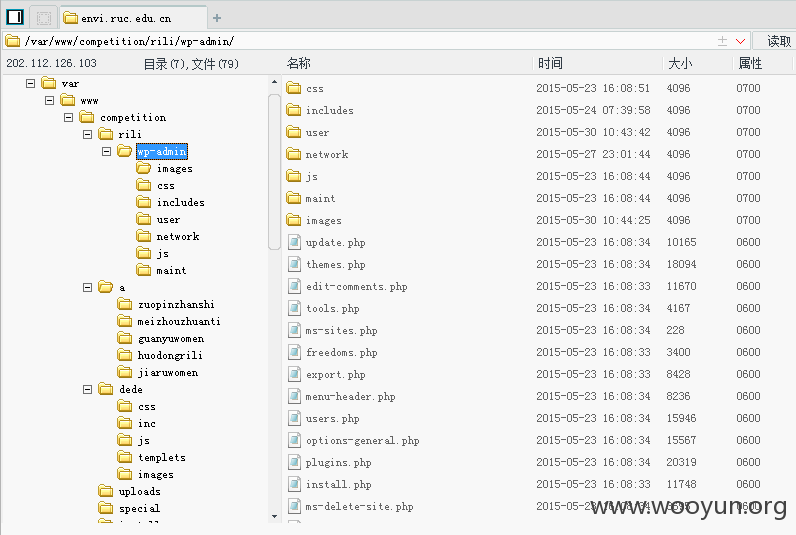 envi.ruc.edu.cn
/var/www/competition/rili/wp-admin/ 读取
202.112.126.103 目录(7),文件(79)
var
www
competition
rili
wp-admin
images
css
includes
user
network
js
maint
a
zuopinzhanshi
meizhouzhuanti
guanyuwomen
huodongrili
jiaruwomen
dede
css
inc
js
templets
images
uploads
special
名称 时间 大小 属性
css 2015-05-23 16:08:51 4096 0700
includes 2015-05-24 07:39:58 4096 0700
user 2015-05-30 10:43:42 4096 0700
network 2015-05-27 23:01:44 4096 0700
js 2015-05-23 16:08:44 4096 0700
maint 2015-05-23 16:08:44 4096 0700
images 2015-05-30 10:44:25 4096 0700
update.php 2015-05-23 16:08:34 10165 0600
themes.php 2015-05-23 16:08:34 18094 0600
edit-comments.php 2015-05-23 16:08:33 11670 0600
tools.php 2015-05-23 16:08:34 4167 0600
ms-sites.php 2015-05-23 16:08:34 228 0600
freedoms.php 2015-05-23 16:08:33 3400 0600
export.php 2015-05-23 16:08:33 8428 0600
menu-header.php 2015-05-23 16:08:34 8236 0600
users.php 2015-05-23 16:08:34 15946 0600
options-general.php 2015-05-23 16:08:34 15567 0600
plugins.php 2015-05-23 16:08:34 20319 0600
install.php 2015-05-23 16:08:33 11748 0600
ms-delete-site.php 2015-05-23 16:08:34 0600
www.wooyun.org